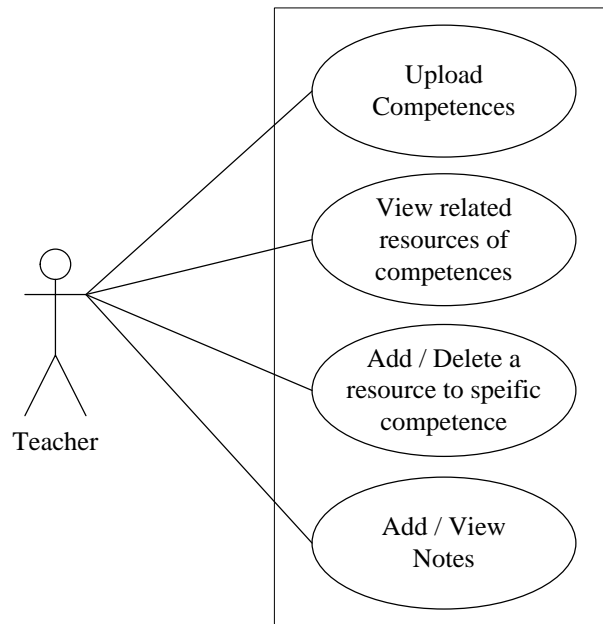 Upload
Competences
View related
resources of
competences
Add / Delete a
resource to speific
competence
Teacher
Add / View
Notes